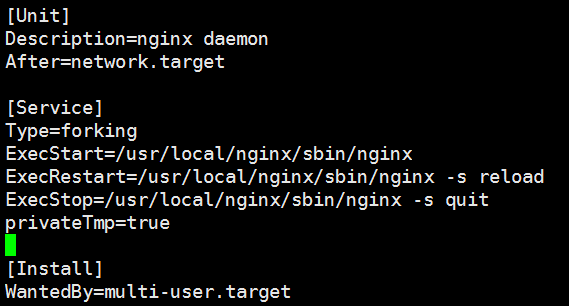 [Unit]
Description=nginx daemon
After=network.target
[Service]
Type=forking
ExecStart=/usr/local/nginx/sbin/nginx
ExecRestart=/usr/local/nginx/sbin/nginx -s reload
ExecStop=/usr/local/nginx/sbin/nginx -s quit
privateTmp=true
[Install]
WantedBy=multi-user.target